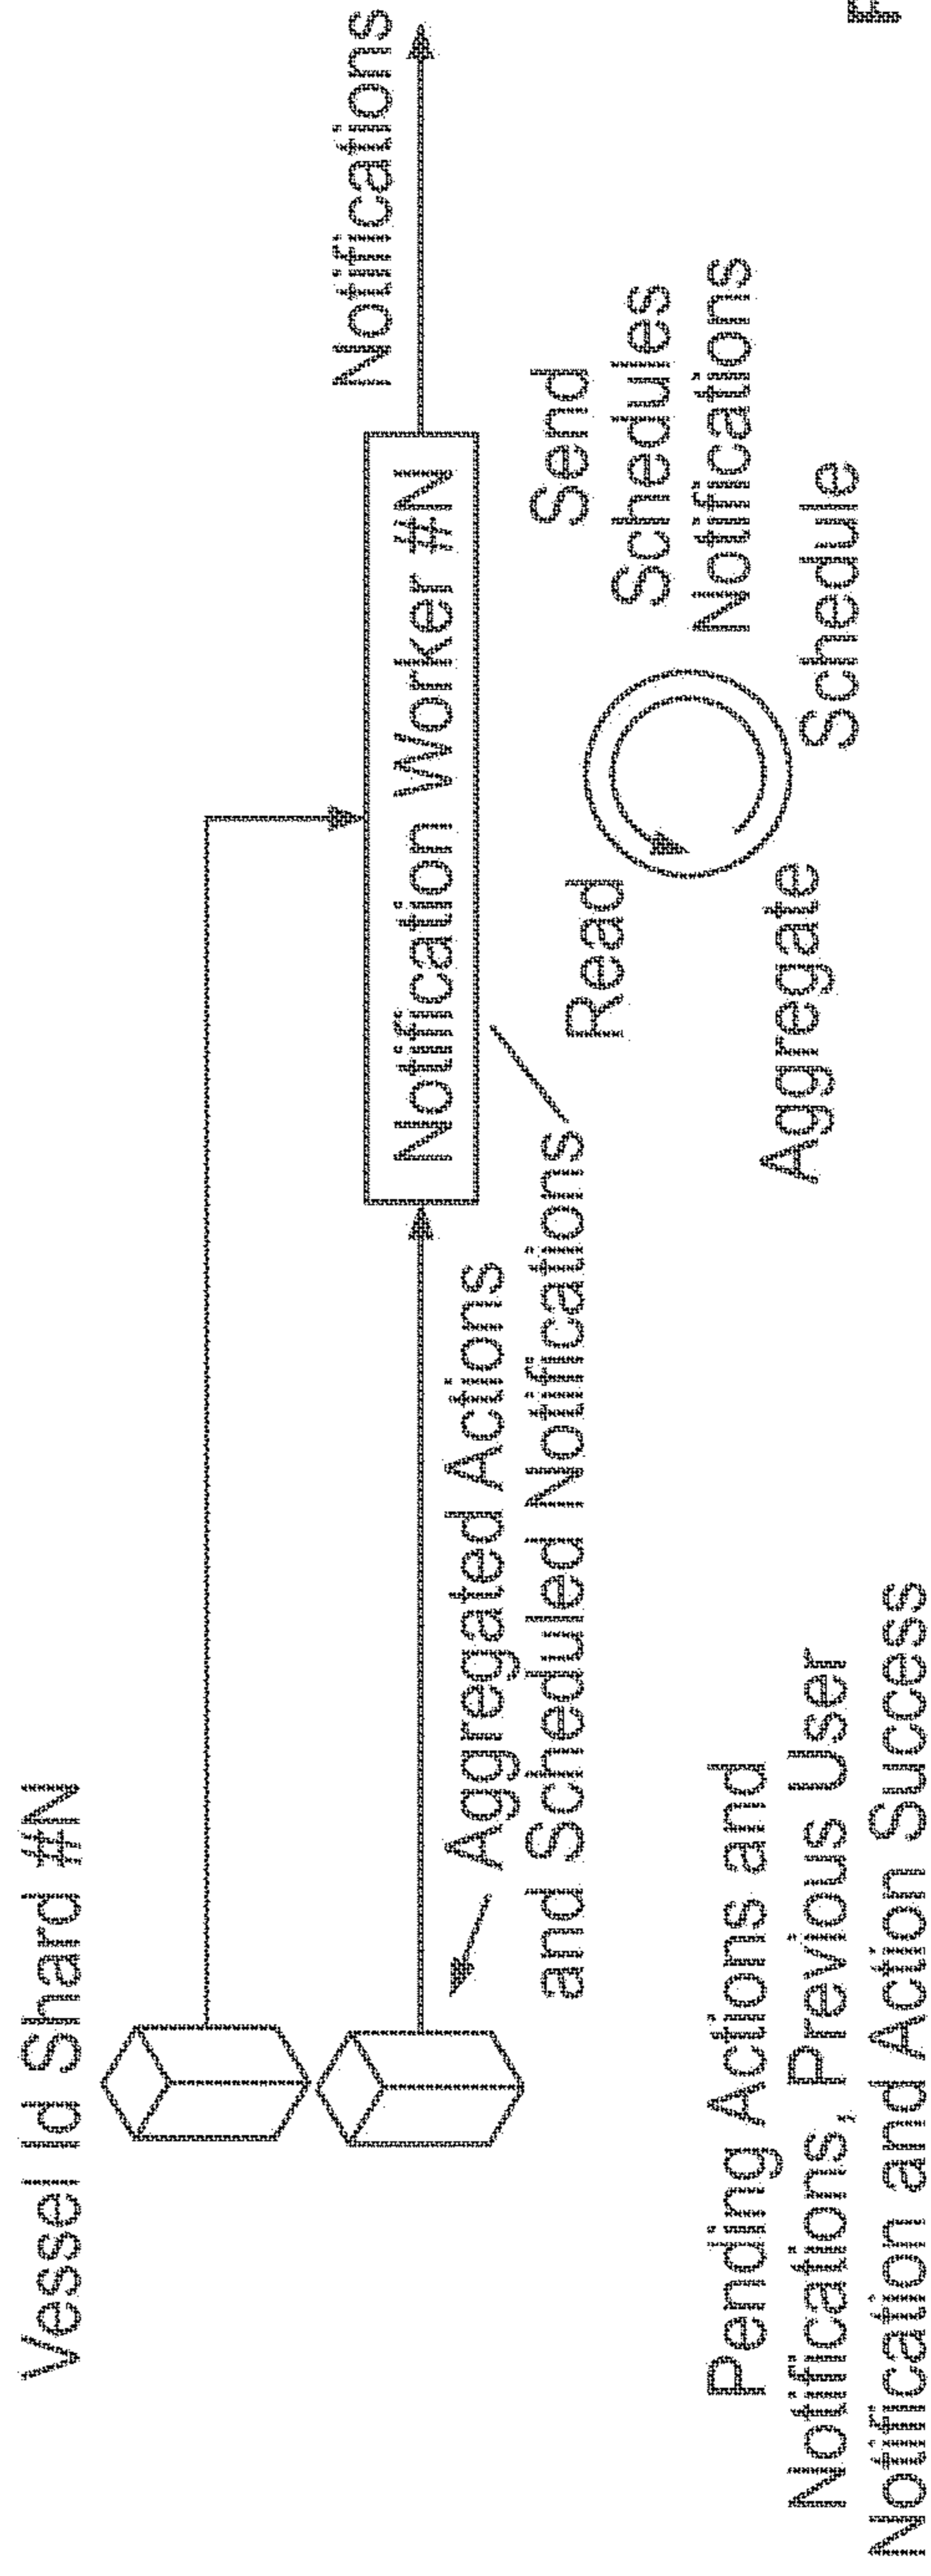 Vessel Id Shard #N
Notifications
Notification Worker #N
Aggregated Actions
and Scheduled Notifications
Read
Send
Schedules
Notifications
Aggregate
Schedule
Pending Actions and
Notifications, Previous User
Notification and Action Success